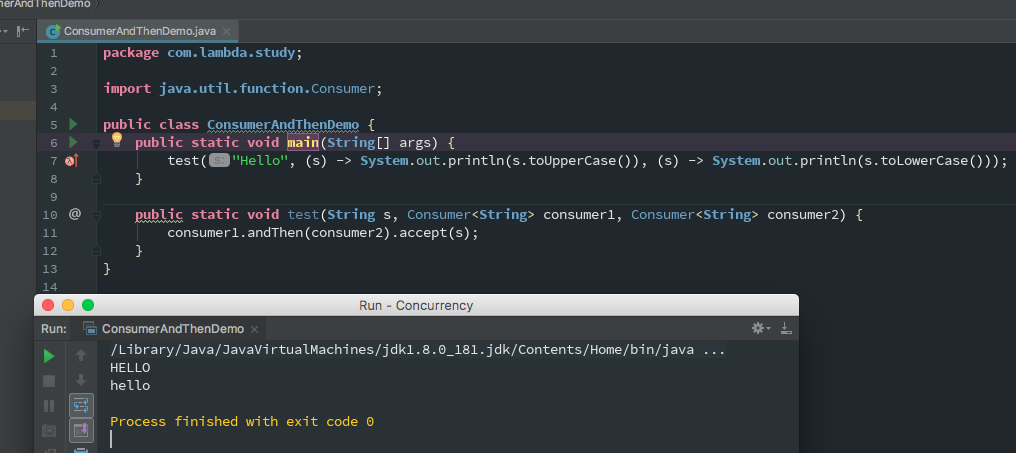 nerAndThenDemo
ConsumerAndThenDemo.java
1 package com.lambda.study;
2
3 import java.util.function.Consumer;
4
5 public class ConsumerAndThenDemo {
6 public static void main(String[] args) {
7 test( s: "Hello", (s) -> System.out.println(s.toUpperCase()), (s) -> System.out.println(s.toLowerCase()));
8 }
9
10 @ public static void test(String s, Consumer<String> consumer1, Consumer<String> consumer2) {
11 consumer1.andThen(consumer2).accept(s);
12 }
13 }
14
Run - Concurrency
Run: ConsumerAndThenDemo
/Library/Java/JavaVirtualMachines/jdk1.8.0_181.jdk/Contents/Home/bin/java ...
HELLO
hello
Process finished with exit code 0